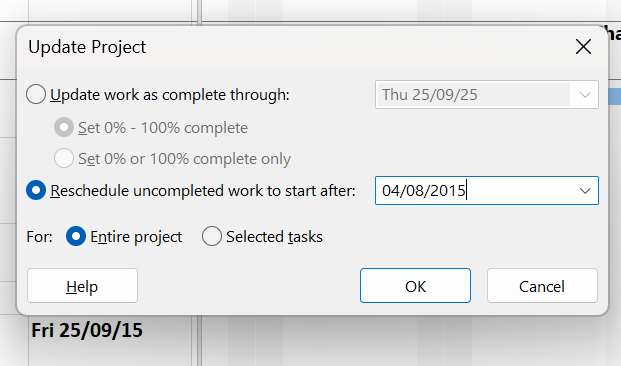 Update Project
Update work as complete through: Thu 25/09/25
Set 0% - 100% complete
Set 0% or 100% complete only
Reschedule uncompleted work to start after: 04/08/2015
For: Entire project Selected tasks
Help OK Cancel
Fri 25/09/15